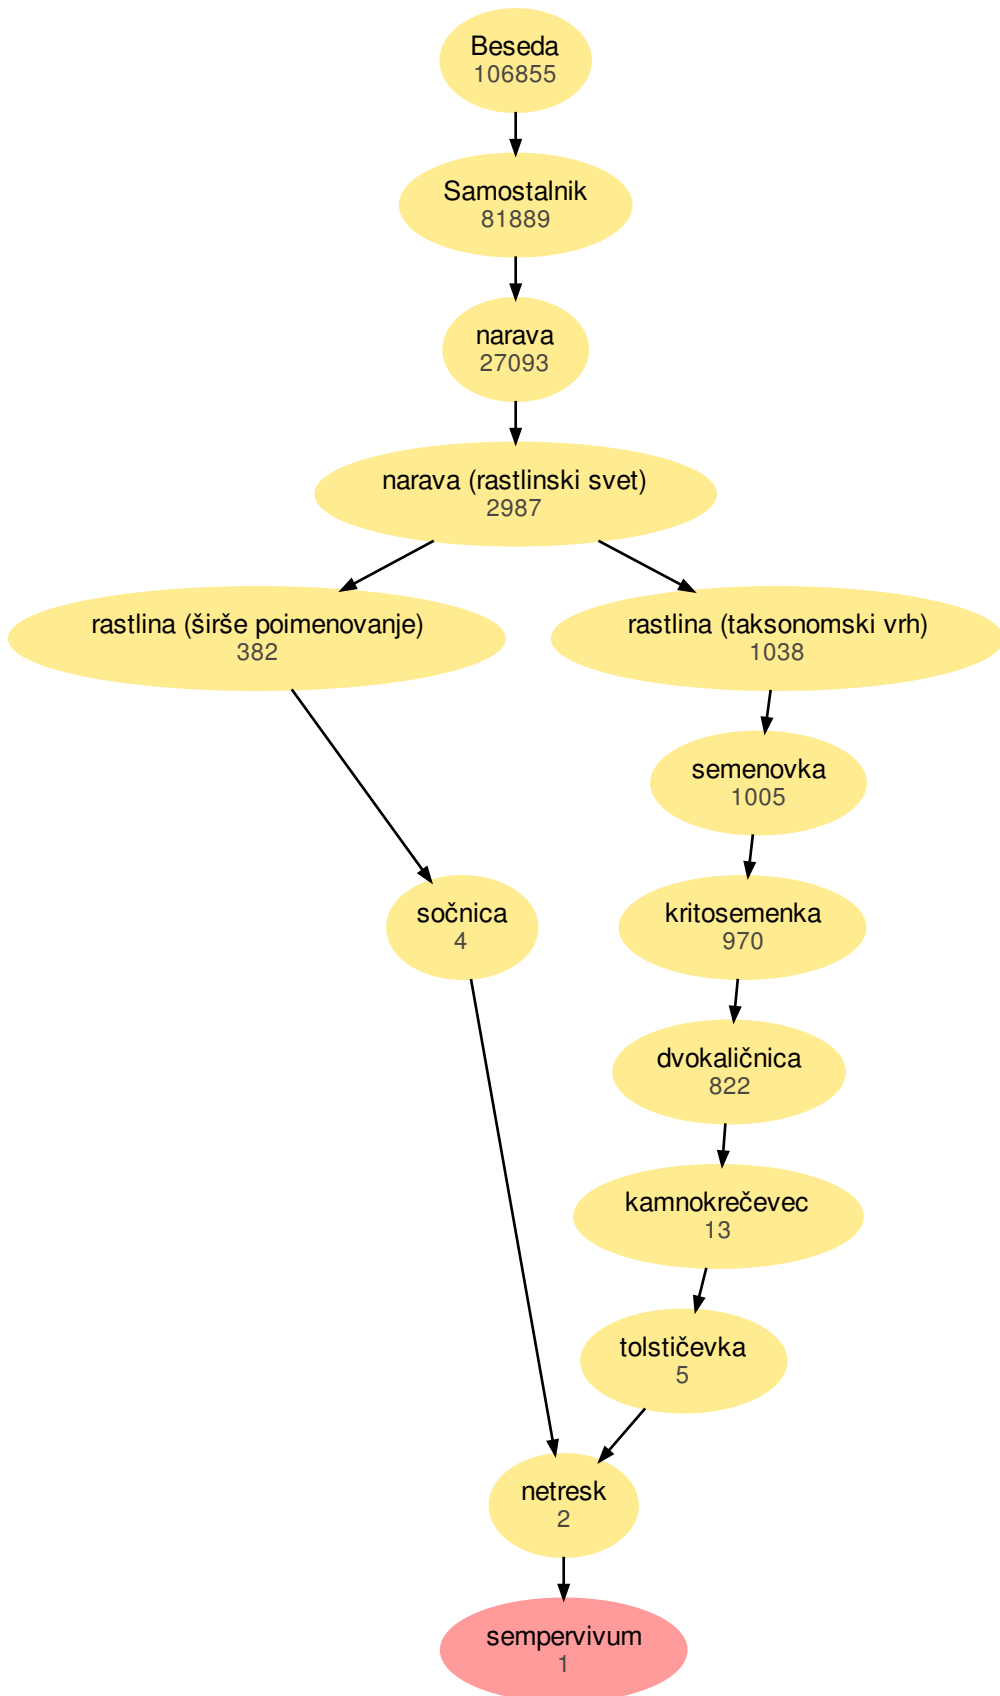 Beseda
106855
Samostalnik
81889
narava
27093
narava (rastlinski svet)
2987
rastlina (širše poimenovanje)
382
rastlina (taksonomski vrh)
1038
semenovka
1005
sočnica
4
kritosemenka
970
dvokaličnica
822
kamnokrečevec
13
tolstičevka
5
netresk
2
sempervivum
1